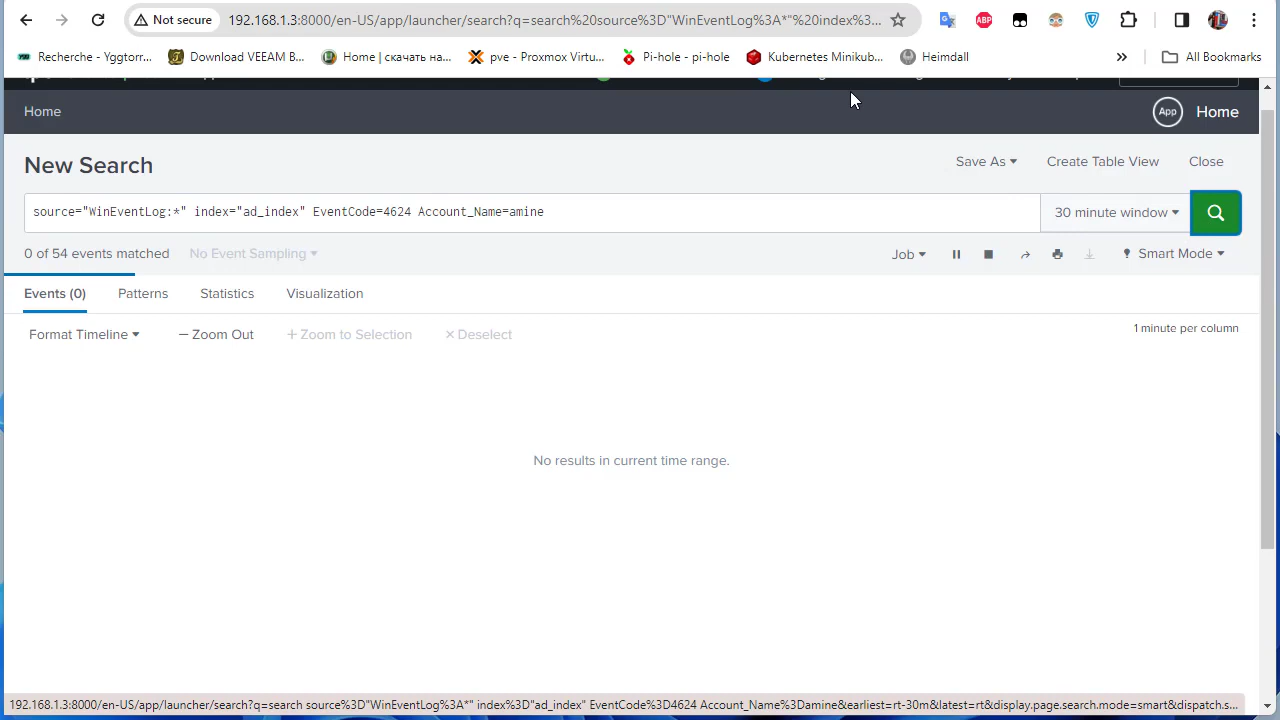 Not secure
192.168.1.3:8000/en-US/app/launcher/search?q=search%20source%3D"WinEventLog%3A*"%20index%3...
ABP
Recherche - Yggtorr...
Download VEEAM B...
Home | скачать на...
pve - Proxmox Virtu...
Pi-hole - pi-hole
Kubernetes Minikub...
Heimdall
»
All Bookmarks
Home
App
Home
New Search
Save As
Create Table View
Close
source="WinEventLog:*" index="ad_index" EventCode=4624 Account_Name=amine
30 minute window
0 of 54 events matched
No Event Sampling
Job
Smart Mode
Events (0)
Patterns
Statistics
Visualization
Format Timeline
— Zoom Out
+ Zoom to Selection
× Deselect
1 minute per column
No results in current time range.
192.168.1.3:8000/en-US/app/launcher/search?q=search source%3D"WinEventLog%3A*" index%3D"ad_index" EventCode%3D4624 Account_Name%3Damine&earliest=rt-30m&latest=rt&display.page.search.mode=smart&dispatch.s...